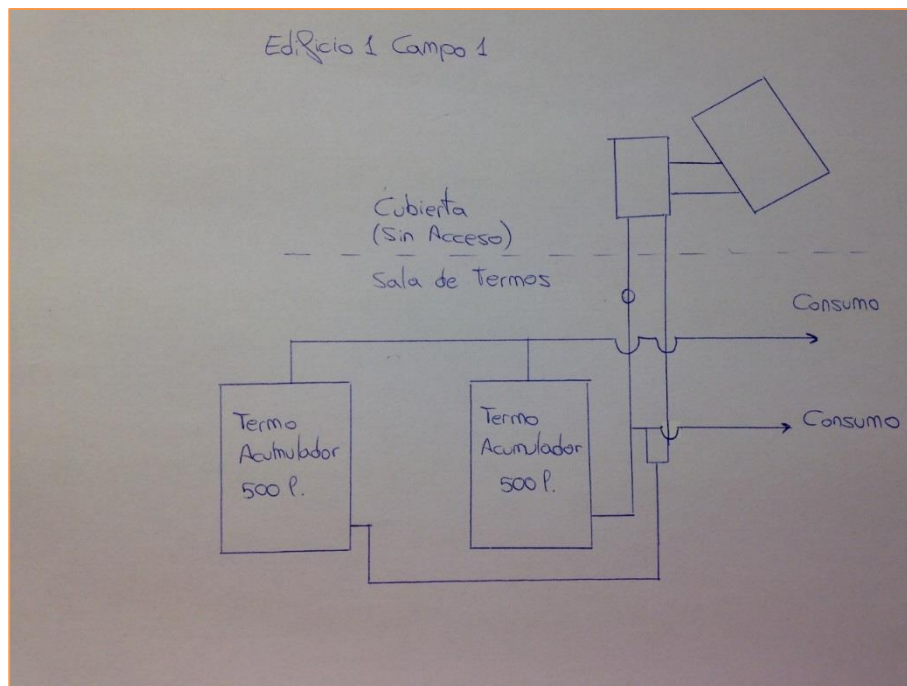 Edificio 1 Campo 1
Cubierta
(Sin Acceso)
Sala de Termos
Consumo
Termo
Acumulador
500 l.
Termo
Acumulador
500 l.
Consumo